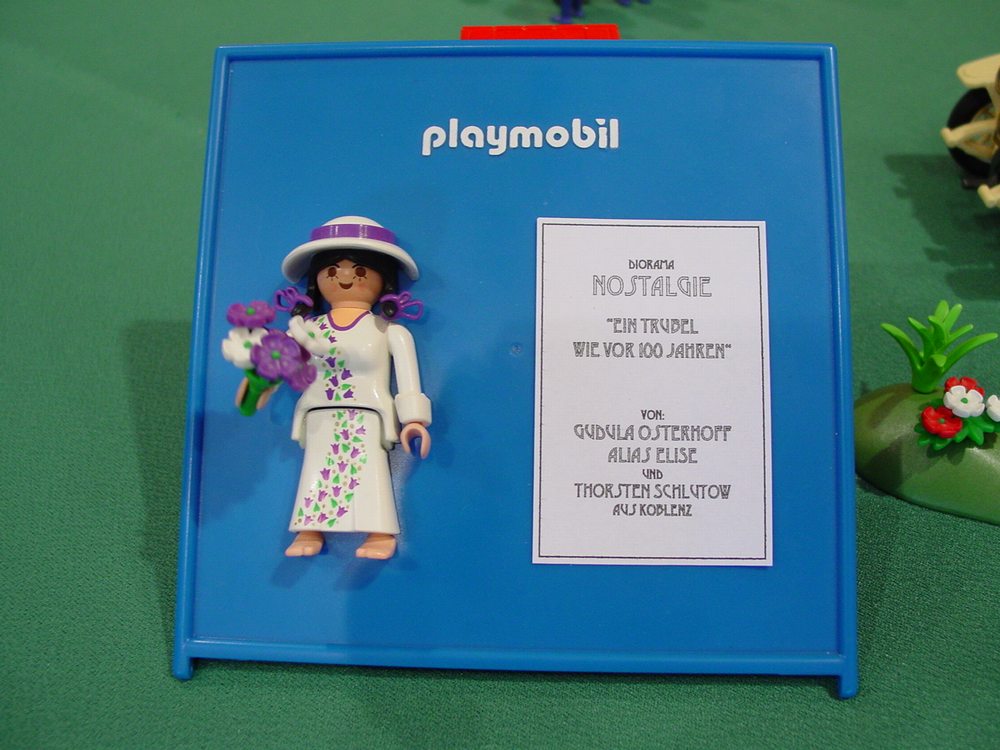 playmobil
DIORAMA
NOSTALGIE
"EIN TRUBEL
WIE VOR 100 JAHREN"
VON:
GUDULA OSTERHOFF
ALIAS ELISE
UND
THORSTEN SCHLUTOW
AUS KOBLENZ